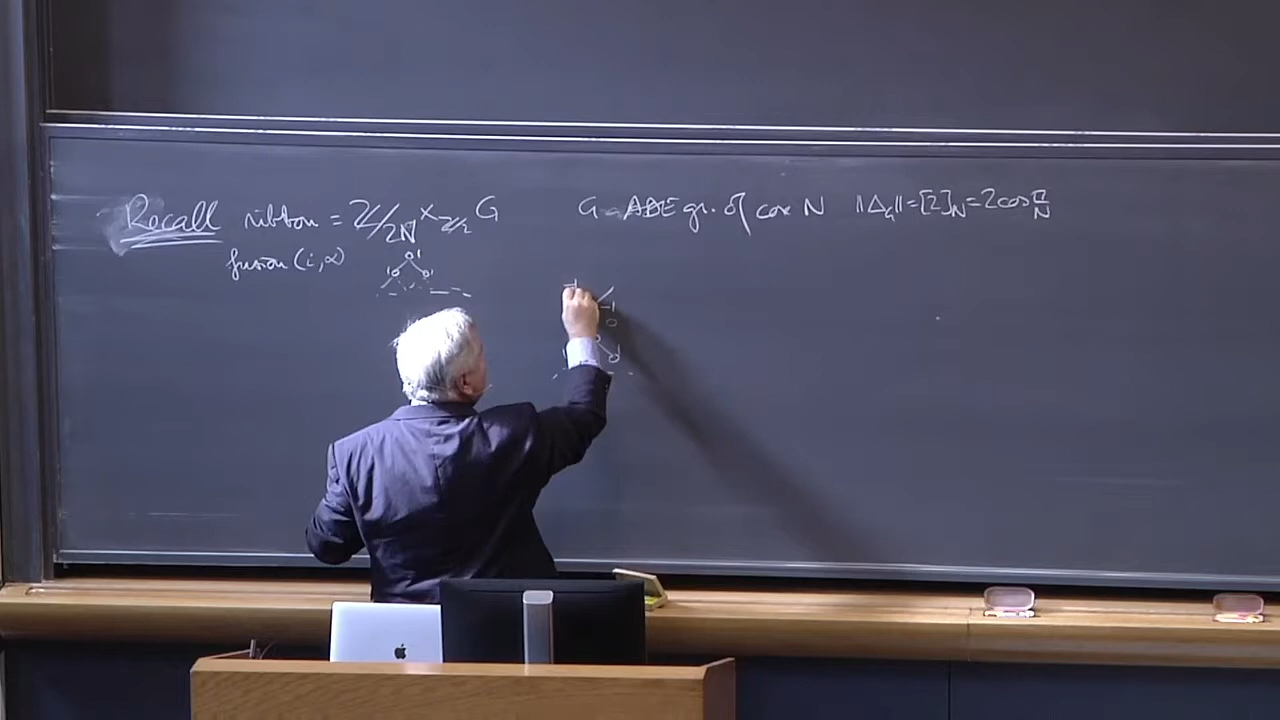 Recall ribbon = ℤ/2N ×ℤ/2 G
G ADE gr. of cox N ||Δ_G|| = [2]_N = 2cos π/N
fusion (i,α)